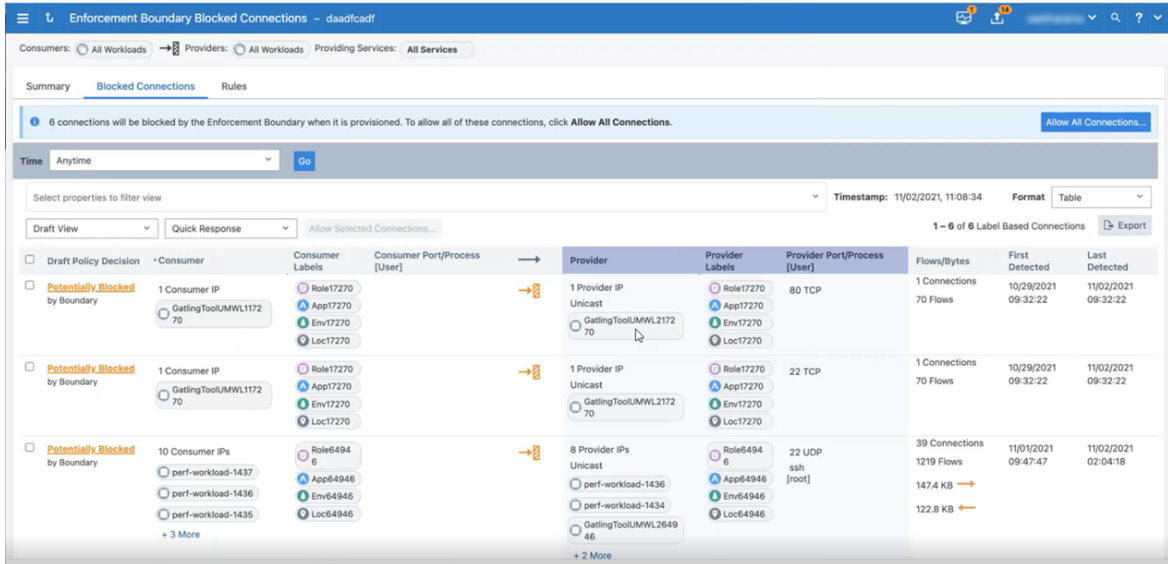 Enforcement Boundary Blocked Connections – daadfcadf
1
14
?
Consumers: All Workloads Providers: All Workloads Providing Services: All Services
Summary Blocked Connections Rules
6 connections will be blocked by the Enforcement Boundary when it is provisioned. To allow all of these connections, click Allow All Connections.
Allow All Connections...
Time Anytime Go
Select properties to filter view
Timestamp: 11/02/2021, 11:08:34 Format Table
Draft View Quick Response Allow Selected Connections...
1 – 6 of 6 Label Based Connections Export
Draft Policy Decision
Consumer
Consumer
Labels
Consumer Port/Process
[User]
Provider
Provider
Labels
Provider Port/Process
[User]
Flows/Bytes
First
Detected
Last
Detected
Potentially Blocked
by Boundary
1 Consumer IP
GatlingToolUMWL1172
70
Role17270
App17270
Env17270
Loc17270
1 Provider IP
Unicast
GatlingToolUMWL2172
70
Role17270
App17270
Env17270
Loc17270
80 TCP
1 Connections
70 Flows
10/29/2021
09:32:22
11/02/2021
09:32:22
Potentially Blocked
by Boundary
1 Consumer IP
GatlingToolUMWL1172
70
Role17270
App17270
Env17270
Loc17270
1 Provider IP
Unicast
GatlingToolUMWL2172
70
Role17270
App17270
Env17270
Loc17270
22 TCP
1 Connections
70 Flows
10/29/2021
09:32:22
11/02/2021
09:32:22
Potentially Blocked
by Boundary
10 Consumer IPs
perf-workload-1437
perf-workload-1436
perf-workload-1435
+ 3 More
Role6494
6
App64946
Env64946
Loc64946
8 Provider IPs
Unicast
perf-workload-1436
perf-workload-1434
GatlingToolUMWL2649
46
+ 2 More
Role6494
6
App64946
Env64946
Loc64946
22 UDP
ssh
[root]
39 Connections
1219 Flows
147.4 KB
122.8 KB
11/01/2021
09:47:47
11/02/2021
02:04:18